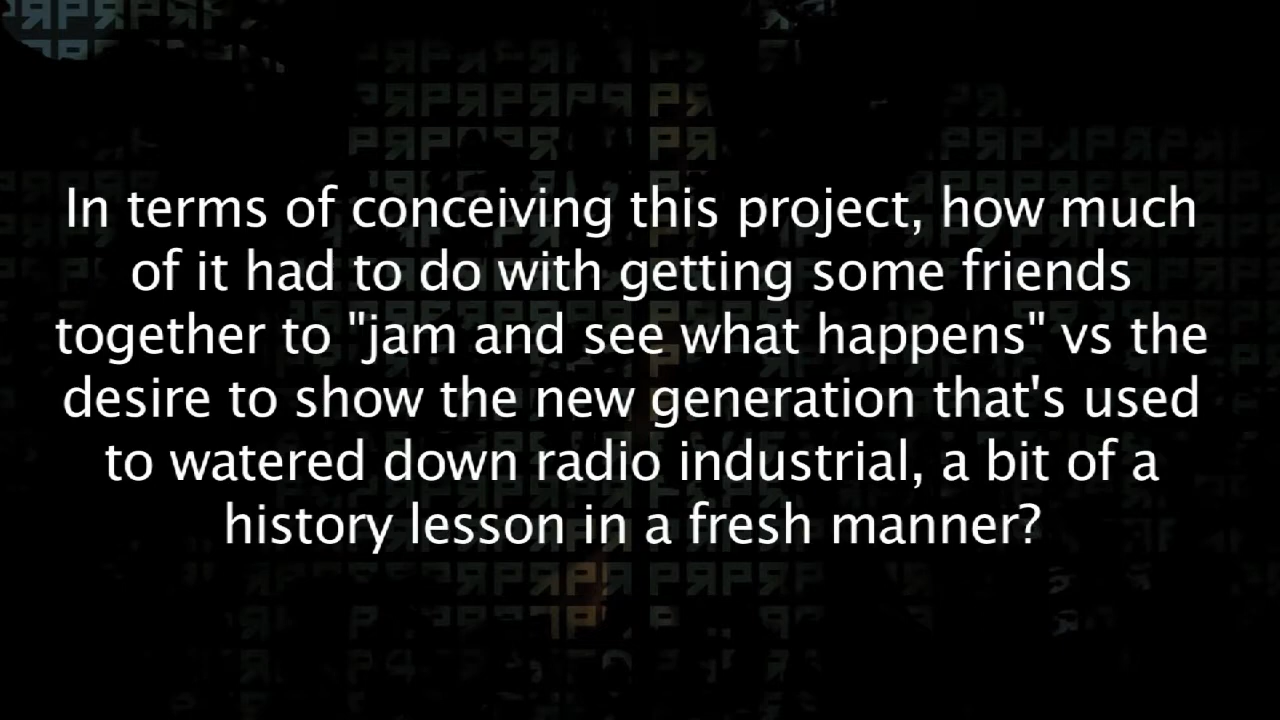 In terms of conceiving this project, how much
of it had to do with getting some friends
together to "jam and see what happens" vs the
desire to show the new generation that's used
to watered down radio industrial, a bit of a
history lesson in a fresh manner?